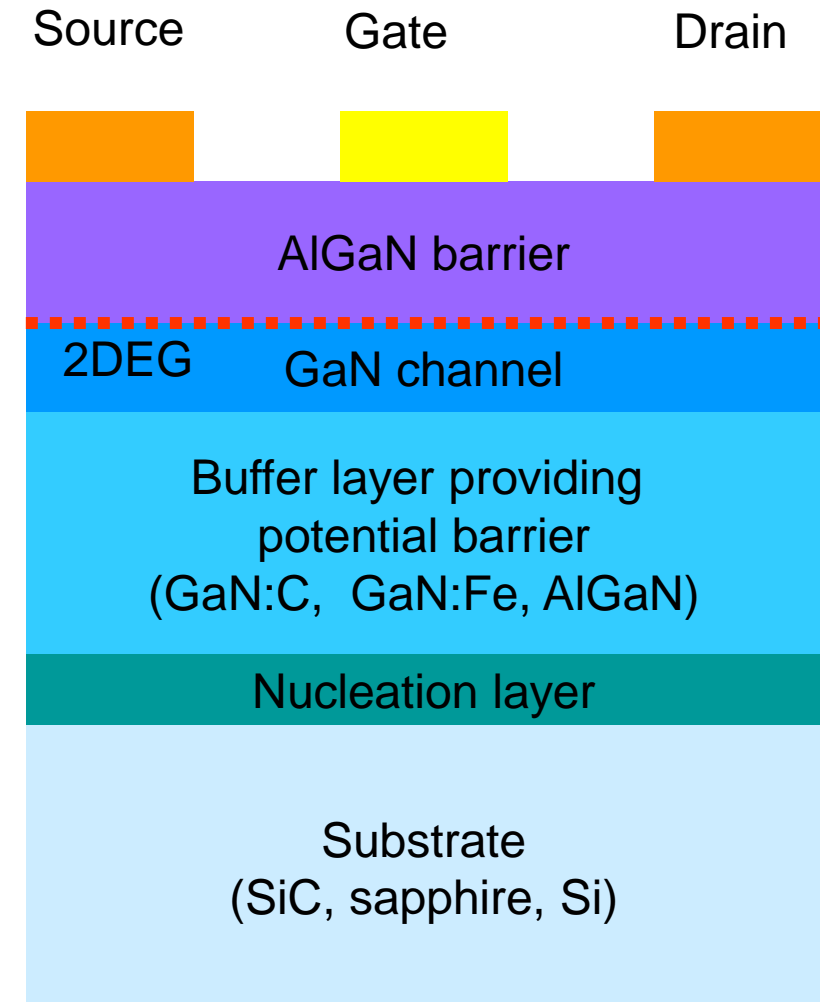 Source Gate Drain
AlGaN barrier
2DEG GaN channel
Buffer layer providing
potential barrier
(GaN:C, GaN:Fe, AlGaN)
Nucleation layer
Substrate
(SiC, sapphire, Si)